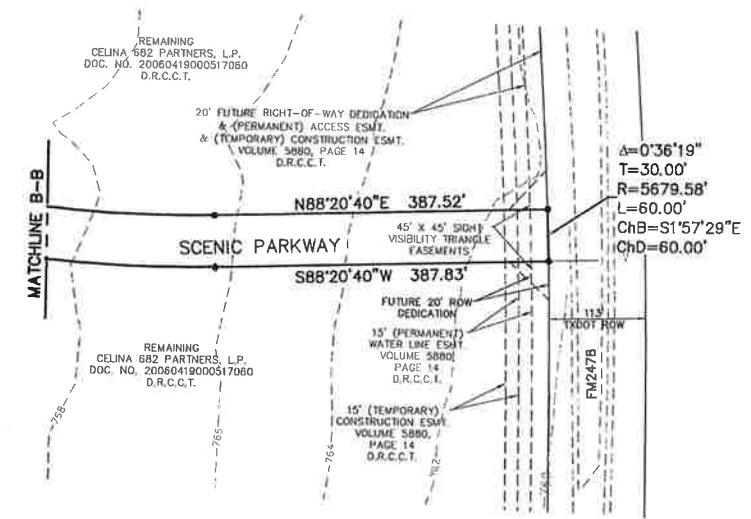 REMAINING
CELINA 682 PARTNERS, L.P.
DOC. NO. 20060419000517060
D.R.C.C.T.
20' FUTURE RIGHT-OF-WAY DEDICATION
& (PERMANENT) ACCESS ESMT.
& (TEMPORARY) CONSTRUCTION ESMT.
VOLUME 5880, PAGE 14
D.R.C.C.T.
Δ=0°36'19"
T=30.00'
R=5679.58'
L=60.00'
ChB=S1°57'29"E
ChD=60.00'
MATCHLINE B-B
N88°20'40"E 387.52'
45' X 45' SIGHT
VISIBILITY TRIANGLE
EASEMENTS
SCENIC PARKWAY
S88°20'40"W 387.83'
FUTURE 20' ROW
DEDICATION
113'
TXDOT ROW
15' (PERMANENT)
WATER LINE ESMT.
VOLUME 5880,
PAGE 14
D.R.C.C.T.
REMAINING
CELINA 682 PARTNERS, L.P.
DOC. NO. 20060419000517060
D.R.C.C.T.
FM2478
15' (TEMPORARY)
CONSTRUCTION ESMT.
VOLUME 5880,
PAGE 14
D.R.C.C.T.
768
765
764
762